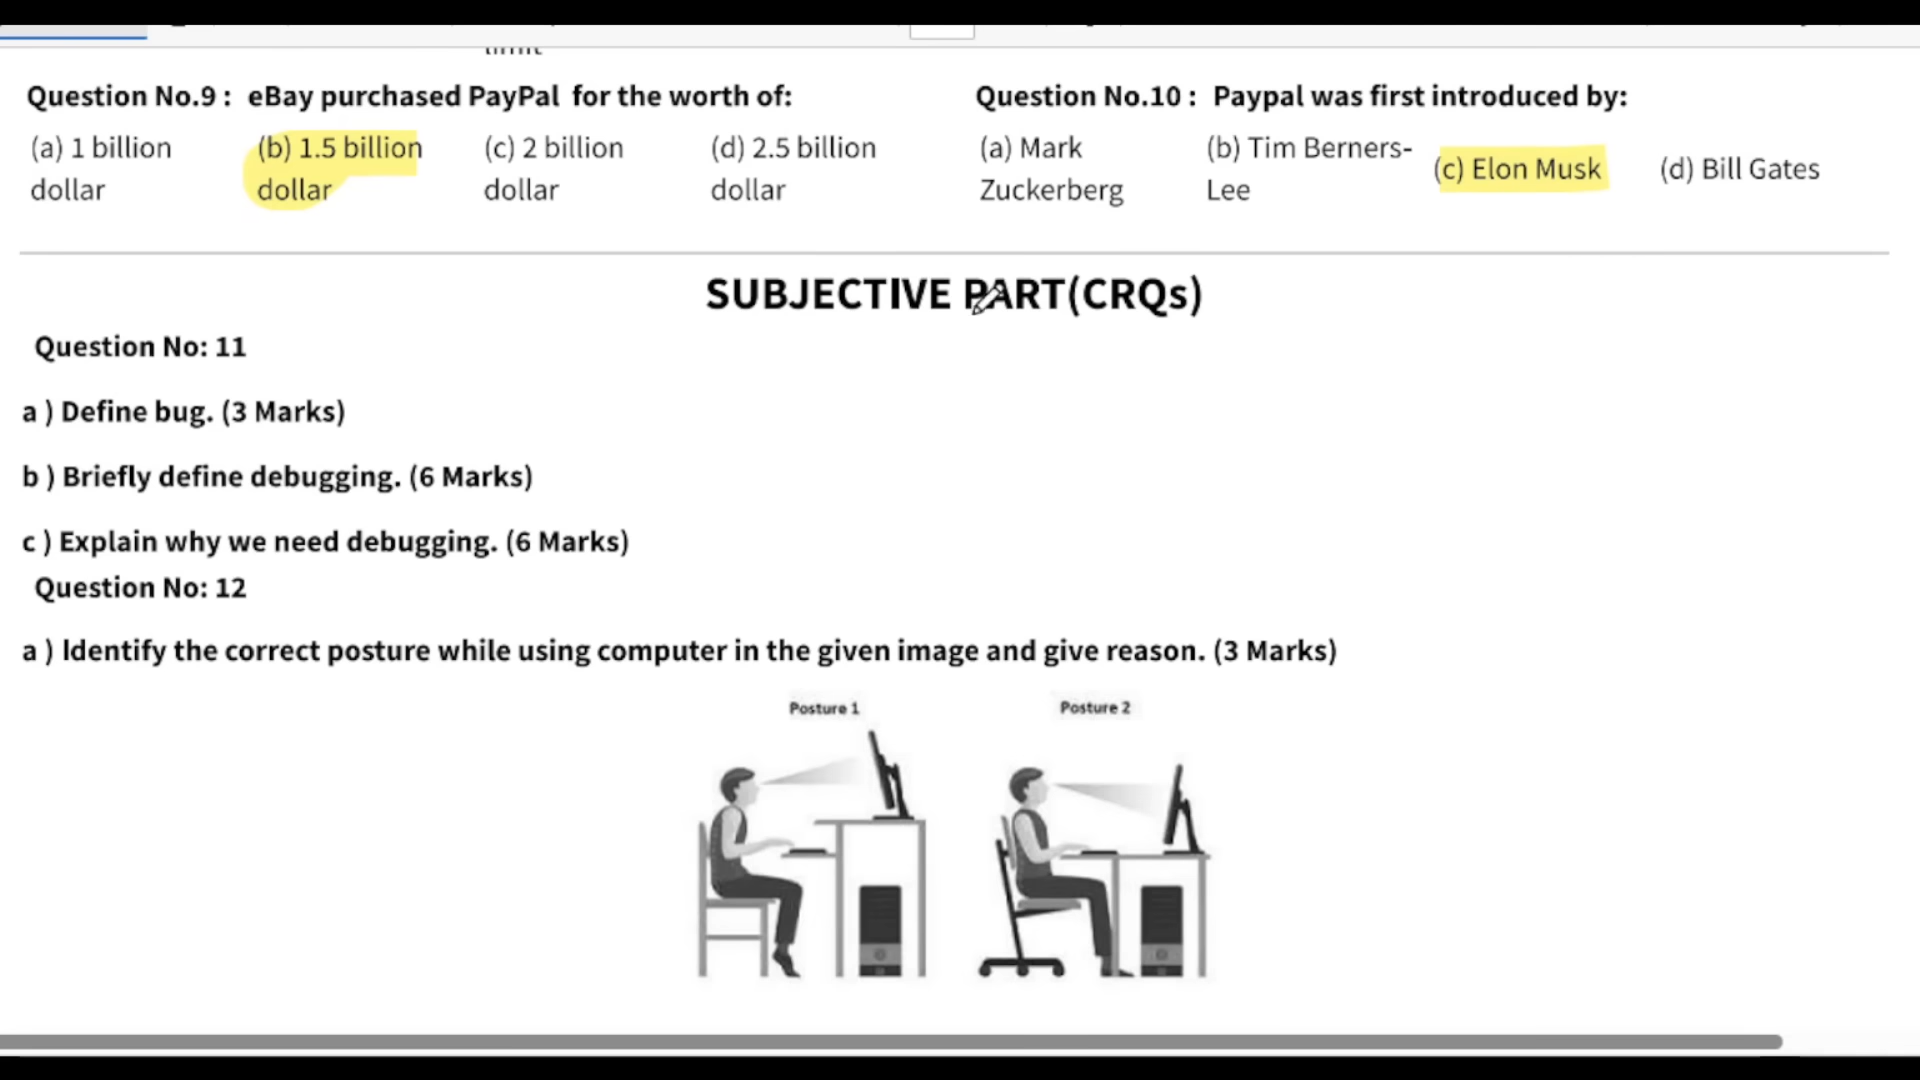 Question No.9 : eBay purchased PayPal for the worth of:
(a) 1 billion dollar
(b) 1.5 billion dollar
(c) 2 billion dollar
(d) 2.5 billion dollar
Question No.10 : Paypal was first introduced by:
(a) Mark Zuckerberg
(b) Tim Berners-Lee
(c) Elon Musk
(d) Bill Gates
SUBJECTIVE PART(CRQs)
Question No: 11
a ) Define bug. (3 Marks)
b ) Briefly define debugging. (6 Marks)
c ) Explain why we need debugging. (6 Marks)
Question No: 12
a ) Identify the correct posture while using computer in the given image and give reason. (3 Marks)
Posture 1
Posture 2